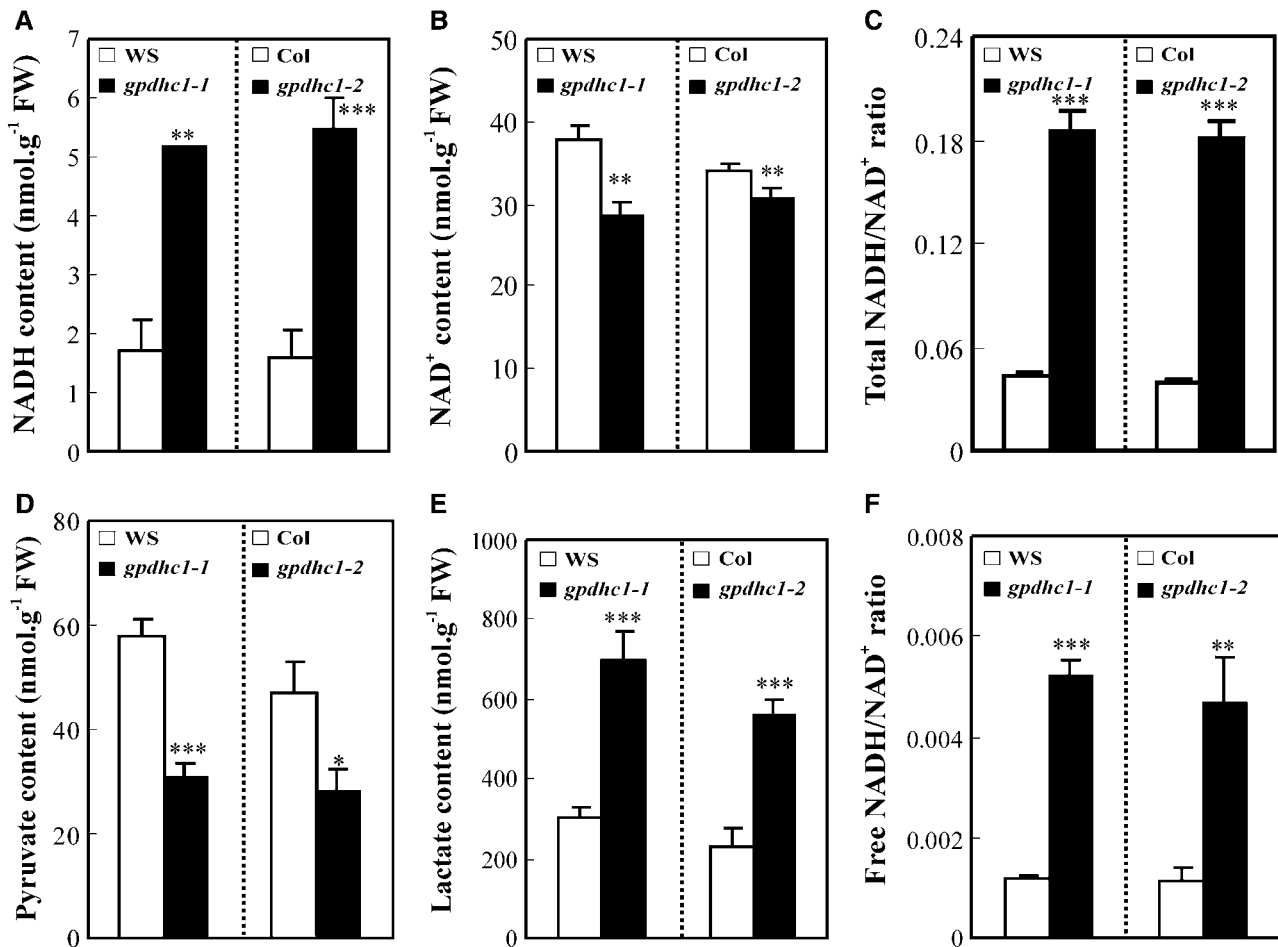 A
NADH content (nmol.g⁻¹ FW)
7
6
5
4
3
2
1
0
WS
gpdhc1-1
Col
gpdhc1-2
**
***
B
NAD⁺ content (nmol.g⁻¹ FW)
50
40
30
20
10
0
WS
gpdhc1-1
Col
gpdhc1-2
**
**
C
Total NADH/NAD⁺ ratio
0.24
0.18
0.12
0.06
0
WS
gpdhc1-1
Col
gpdhc1-2
***
***
D
Pyruvate content (nmol.g⁻¹ FW)
80
60
40
20
0
WS
gpdhc1-1
Col
gpdhc1-2
***
*
E
Lactate content (nmol.g⁻¹ FW)
1000
800
600
400
200
0
WS
gpdhc1-1
Col
gpdhc1-2
***
***
F
Free NADH/NAD⁺ ratio
0.008
0.006
0.004
0.002
0
WS
gpdhc1-1
Col
gpdhc1-2
***
**